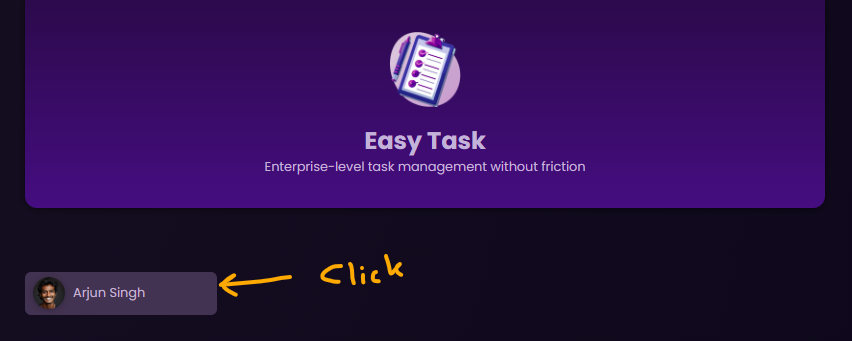 Easy Task
Enterprise-level task management without friction
Click
Arjun Singh